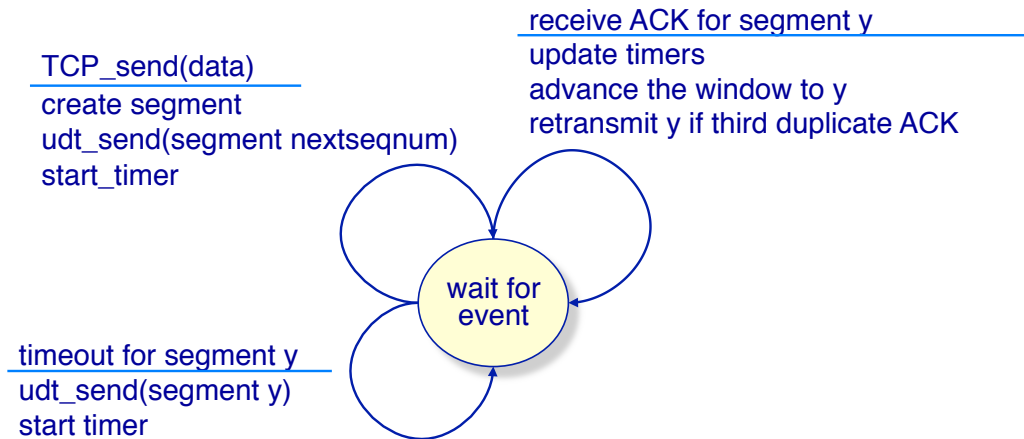 TCP_send(data)
create segment
udt_send(segment nextseqnum)
start_timer
receive ACK for segment y
update timers
advance the window to y
retransmit y if third duplicate ACK
wait for
event
timeout for segment y
udt_send(segment y)
start timer